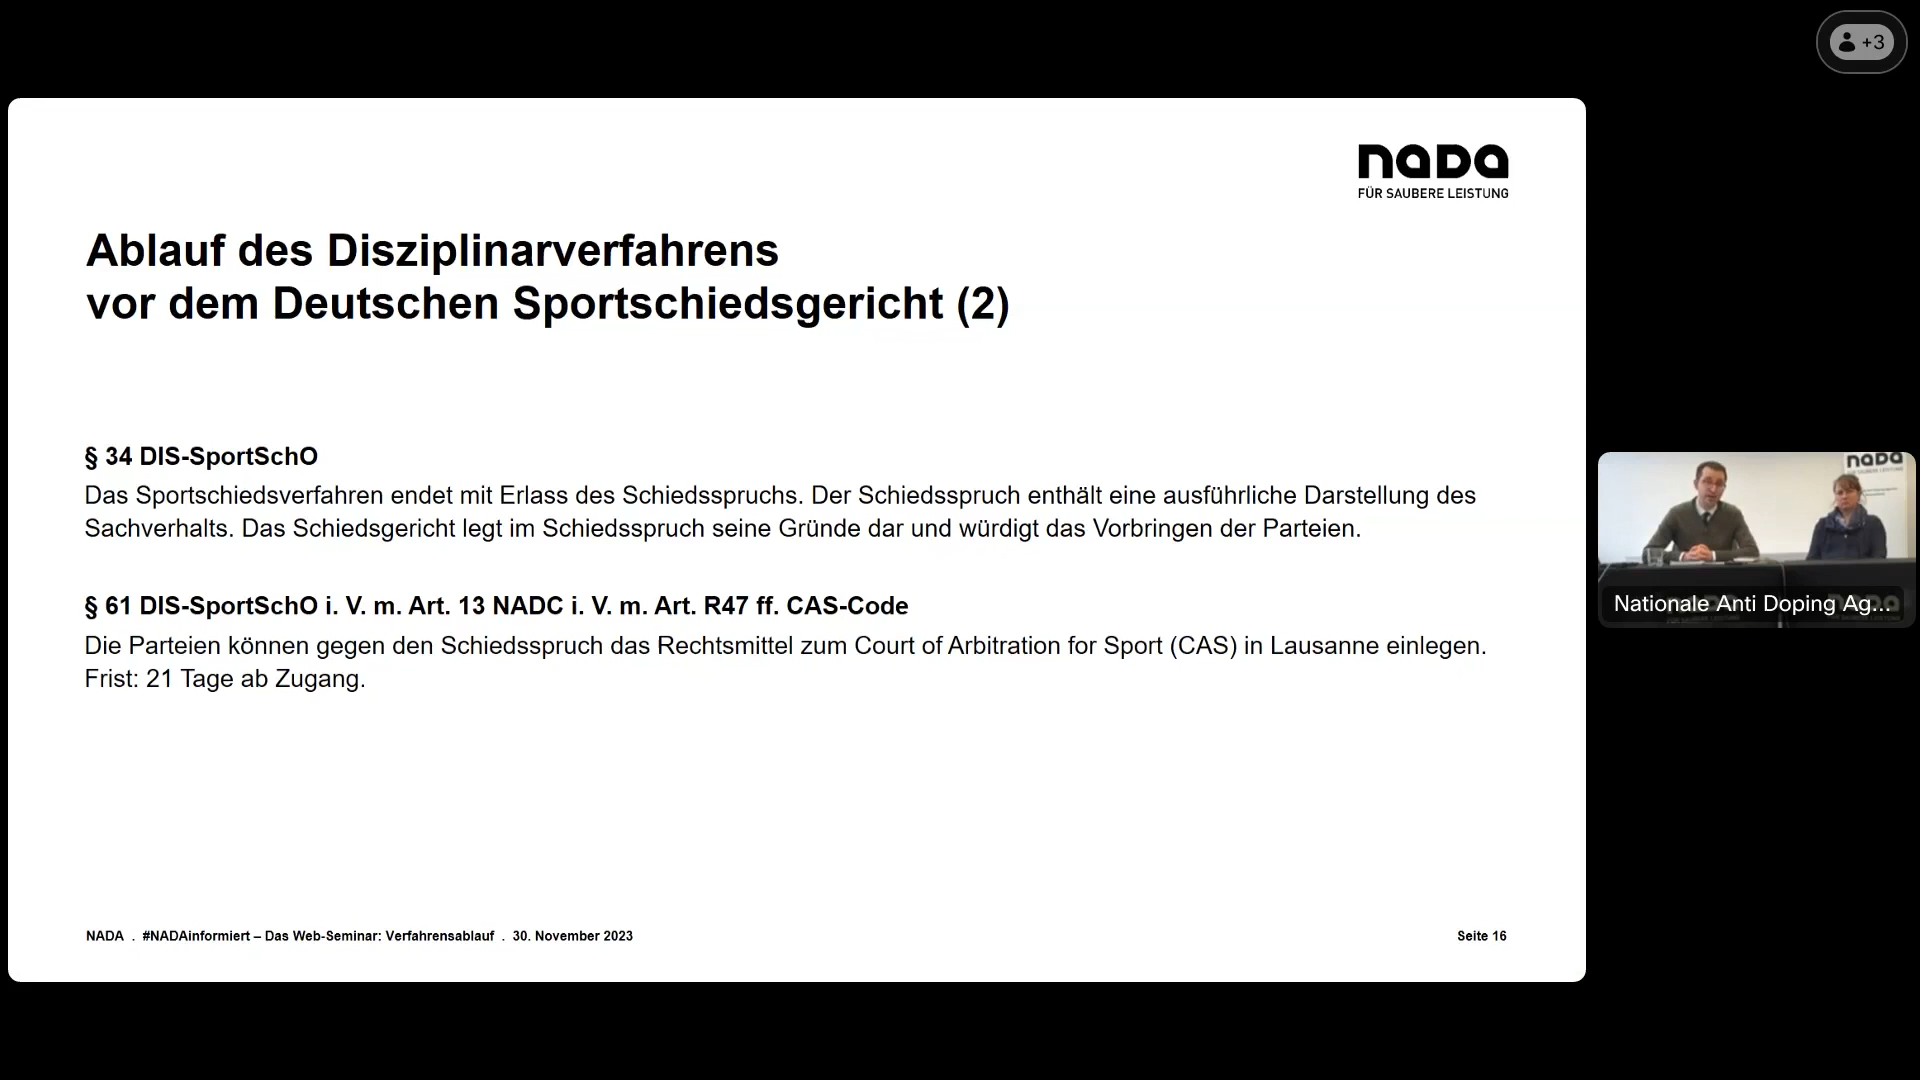 +3
nada
FÜR SAUBERE LEISTUNG
Ablauf des Disziplinarverfahrens
vor dem Deutschen Sportschiedsgericht (2)
§ 34 DIS-SportSchO
Das Sportschiedsverfahren endet mit Erlass des Schiedsspruchs. Der Schiedsspruch enthält eine ausführliche Darstellung des
Sachverhalts. Das Schiedsgericht legt im Schiedsspruch seine Gründe dar und würdigt das Vorbringen der Parteien.
§ 61 DIS-SportSchO i. V. m. Art. 13 NADC i. V. m. Art. R47 ff. CAS-Code
Die Parteien können gegen den Schiedsspruch das Rechtsmittel zum Court of Arbitration for Sport (CAS) in Lausanne einlegen.
Frist: 21 Tage ab Zugang.
NADA . #NADAinformiert – Das Web-Seminar: Verfahrensablauf . 30. November 2023
Seite 16
nada
Nationale Anti Doping Ag...